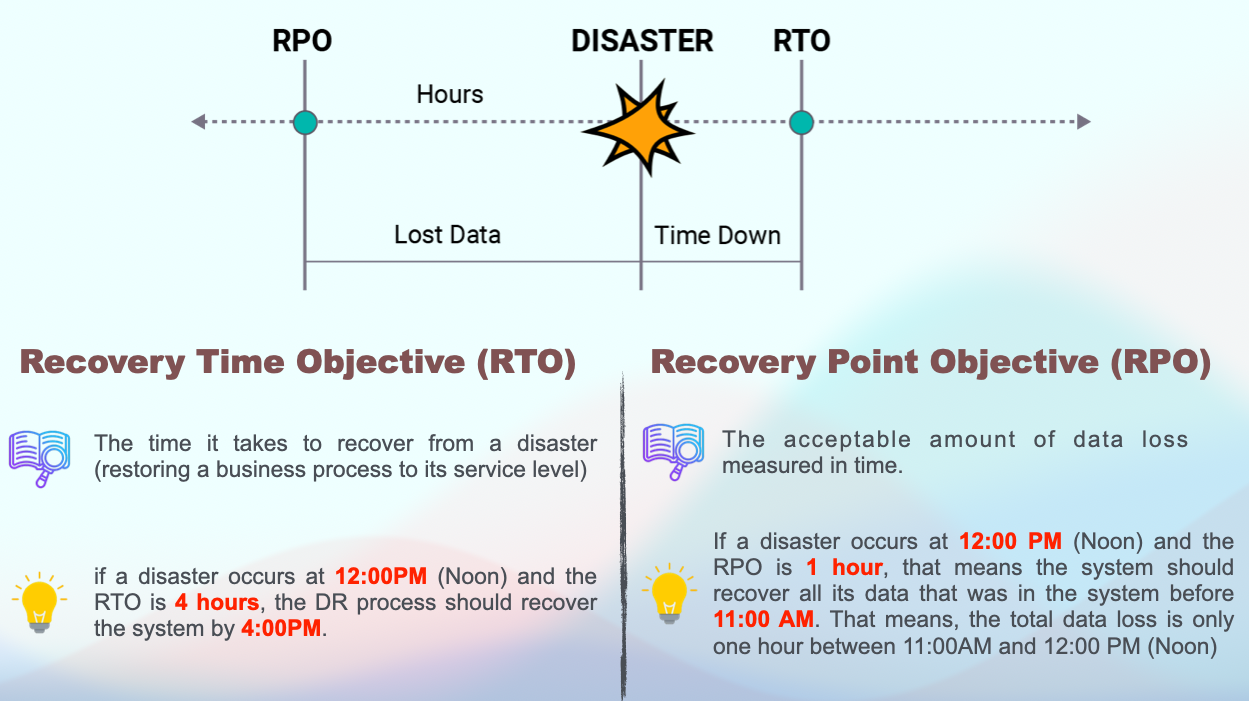 RPO DISASTER RTO
Hours
Lost Data Time Down
Recovery Time Objective (RTO)
The time it takes to recover from a disaster
(restoring a business process to its service level)
if a disaster occurs at 12:00PM (Noon) and the
RTO is 4 hours, the DR process should recover
the system by 4:00PM.
Recovery Point Objective (RPO)
The acceptable amount of data loss
measured in time.
If a disaster occurs at 12:00 PM (Noon) and the
RPO is 1 hour, that means the system should
recover all its data that was in the system before
11:00 AM. That means, the total data loss is only
one hour between 11:00AM and 12:00 PM (Noon)